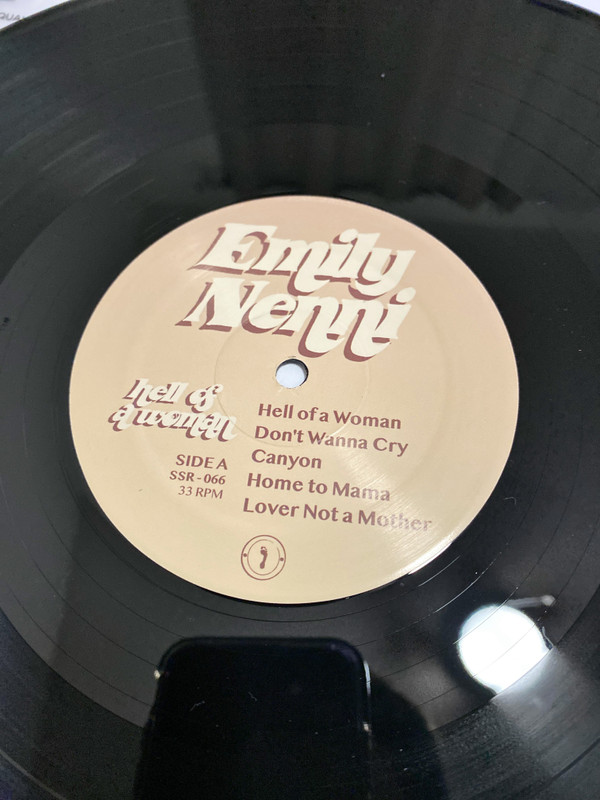 Emily
Nenni
hell of
a woman
SIDE A
SSR - 066
33 RPM
Hell of a Woman
Don't Wanna Cry
Canyon
Home to Mama
Lover Not a Mother